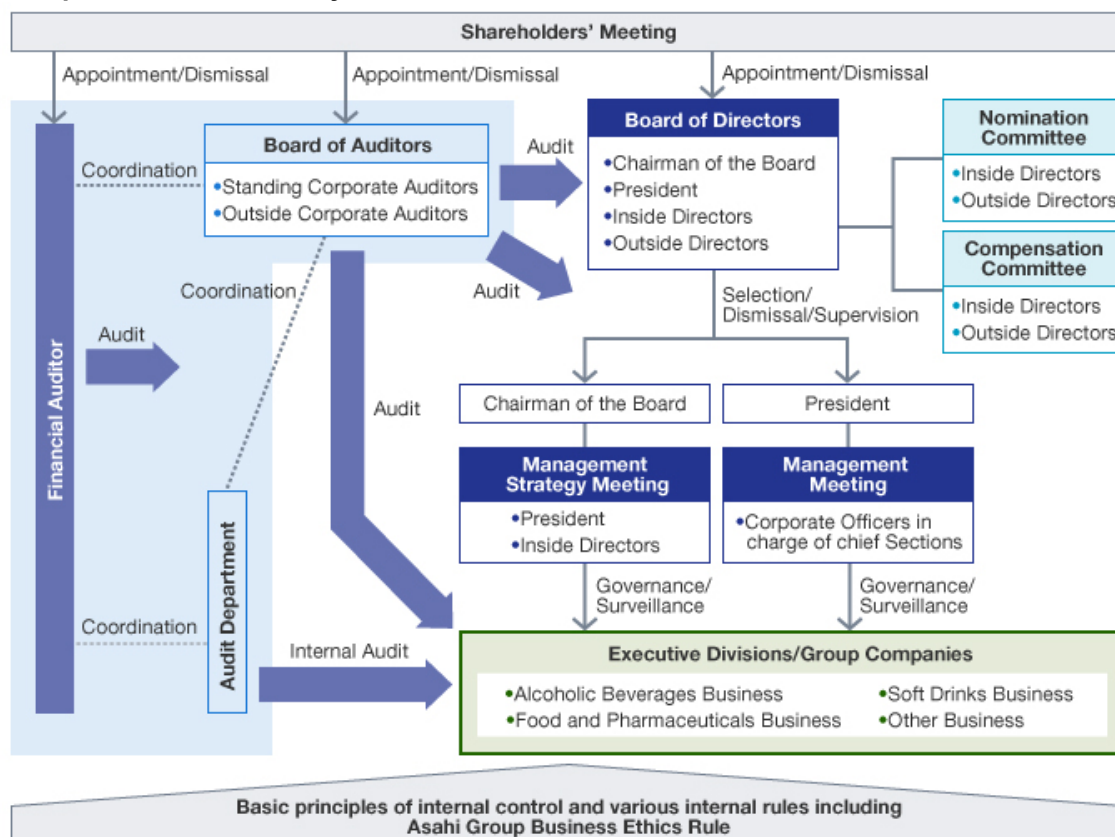 Shareholders' Meeting
Appointment/Dismissal
Appointment/Dismissal
Appointment/Dismissal
Financial Auditor
Coordination
Board of Auditors
•Standing Corporate Auditors
•Outside Corporate Auditors
Audit
Audit
Board of Directors
•Chairman of the Board
•President
•Inside Directors
•Outside Directors
Nomination
Committee
•Inside Directors
•Outside Directors
Compensation
Committee
•Inside Directors
•Outside Directors
Coordination
Audit
Audit
Selection/
Dismissal/Supervision
Chairman of the Board
President
Management
Strategy Meeting
•President
•Inside Directors
Management
Meeting
•Corporate Officers in
charge of chief Sections
Governance/
Surveillance
Governance/
Surveillance
Audit Department
Coordination
Internal Audit
Executive Divisions/Group Companies
•Alcoholic Beverages Business
•Soft Drinks Business
•Food and Pharmaceuticals Business
•Other Business
Basic principles of internal control and various internal rules including
Asahi Group Business Ethics Rule